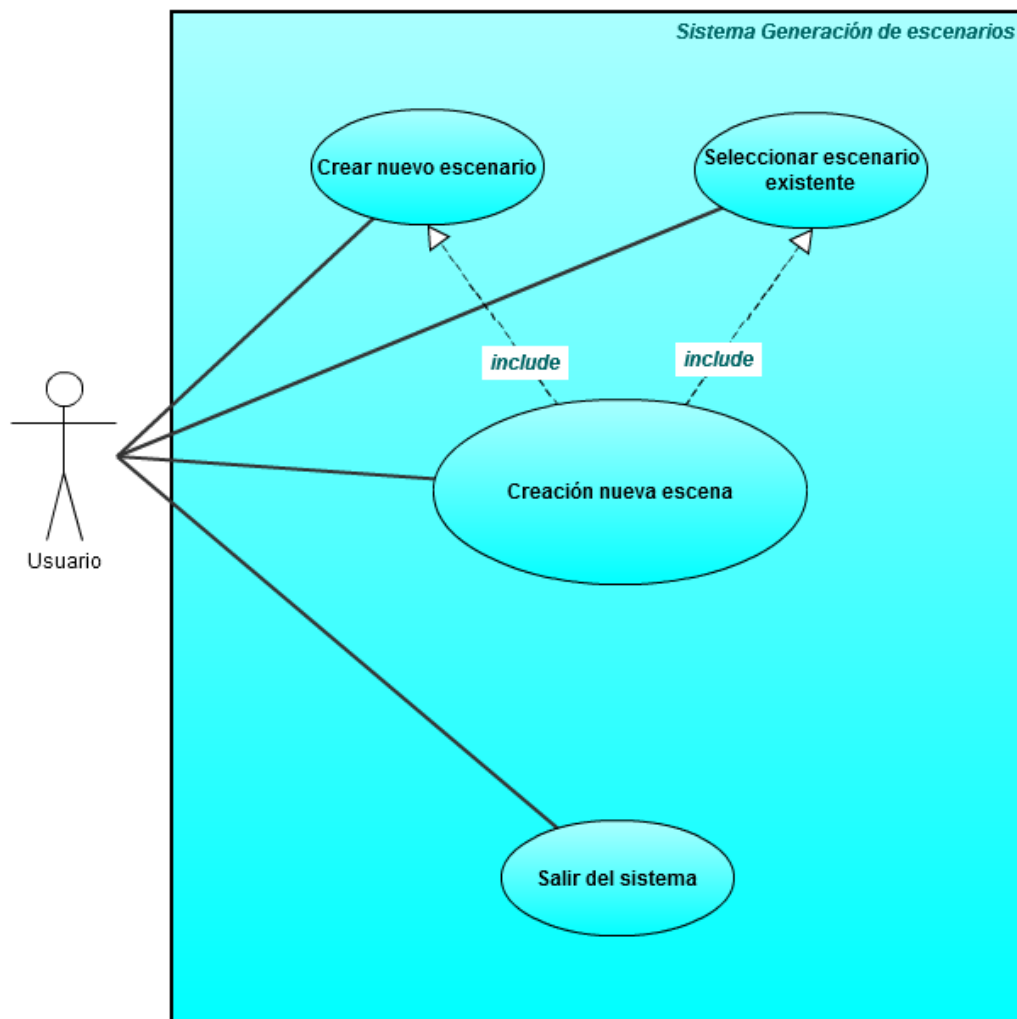 Sistema Generación de escenarios
Crear nuevo escenario
Seleccionar escenario
existente
include
include
Creación nueva escena
Usuario
Salir del sistema